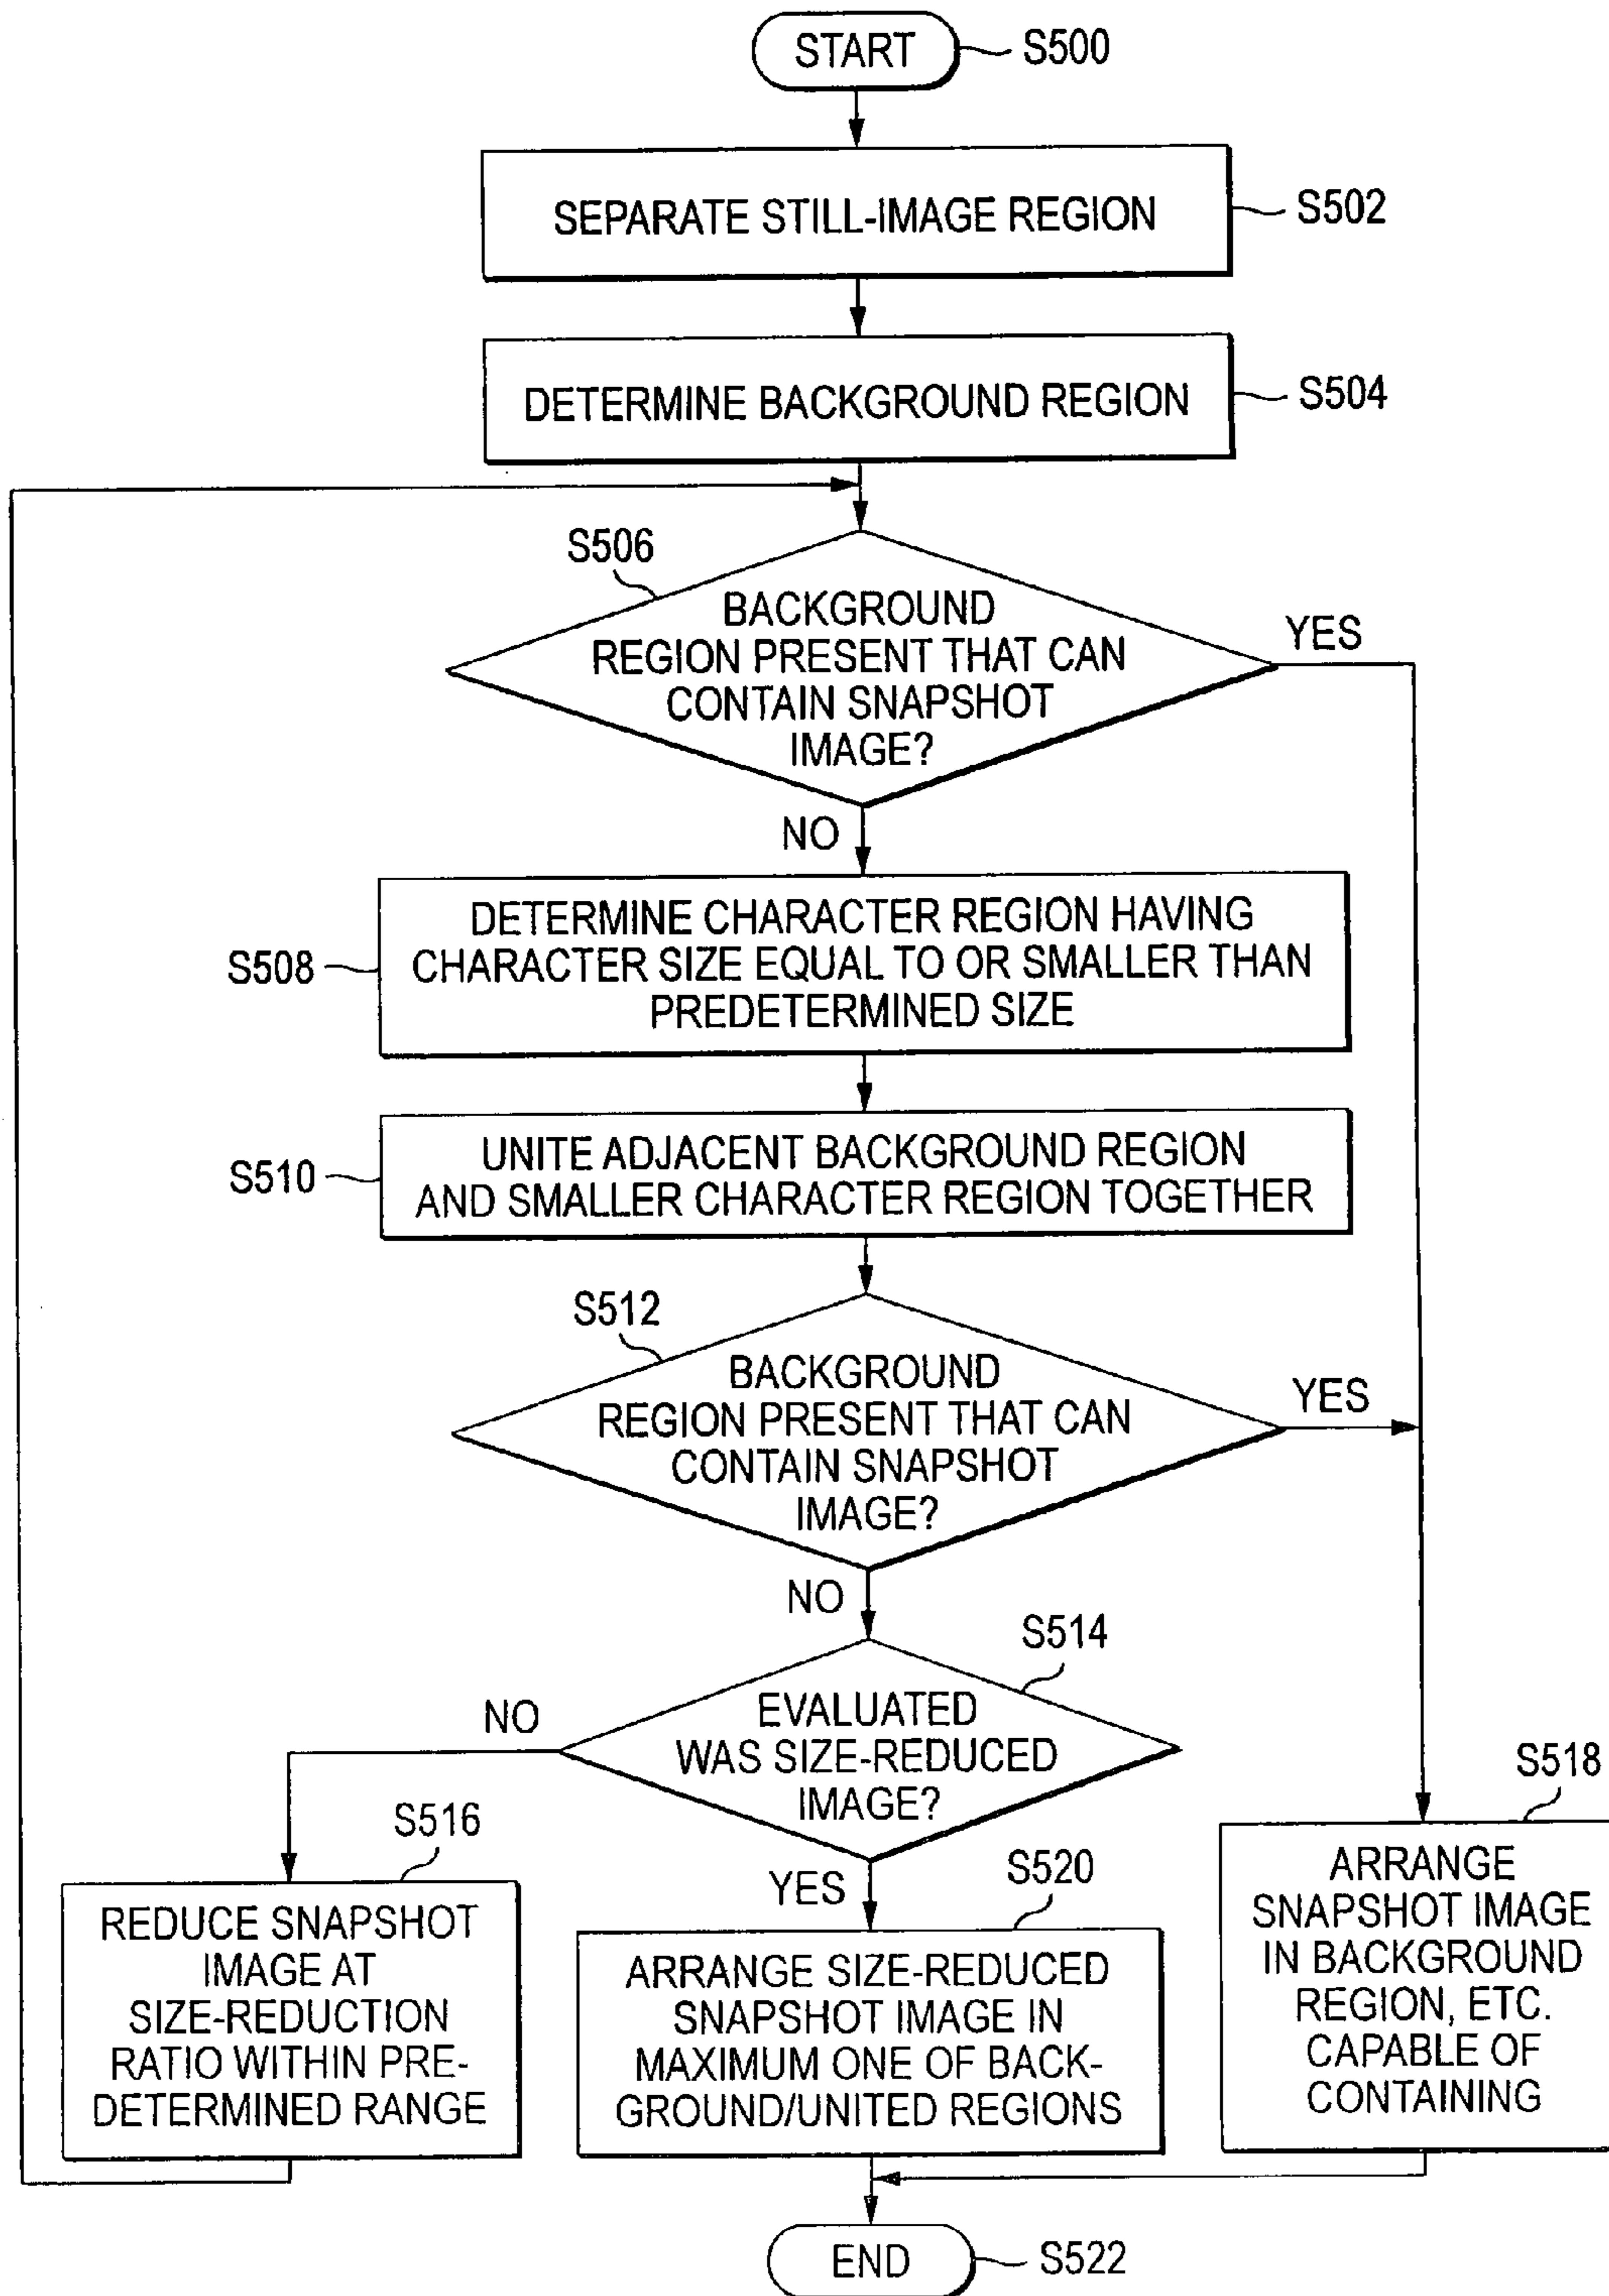 START
S500
SEPARATE STILL-IMAGE REGION
S502
DETERMINE BACKGROUND REGION
S504
S506
BACKGROUND
REGION PRESENT THAT CAN
CONTAIN SNAPSHOT
IMAGE?
YES
NO
S508
DETERMINE CHARACTER REGION HAVING
CHARACTER SIZE EQUAL TO OR SMALLER THAN
PREDETERMINED SIZE
S510
UNITE ADJACENT BACKGROUND REGION
AND SMALLER CHARACTER REGION TOGETHER
S512
BACKGROUND
REGION PRESENT THAT CAN
CONTAIN SNAPSHOT
IMAGE?
YES
NO
S514
EVALUATED
WAS SIZE-REDUCED
IMAGE?
NO
YES
S516
REDUCE SNAPSHOT
IMAGE AT
SIZE-REDUCTION
RATIO WITHIN PRE-
DETERMINED RANGE
S520
ARRANGE SIZE-REDUCED
SNAPSHOT IMAGE IN
MAXIMUM ONE OF BACK-
GROUND/UNITED REGIONS
S518
ARRANGE
SNAPSHOT IMAGE
IN BACKGROUND
REGION, ETC.
CAPABLE OF
CONTAINING
END
S522